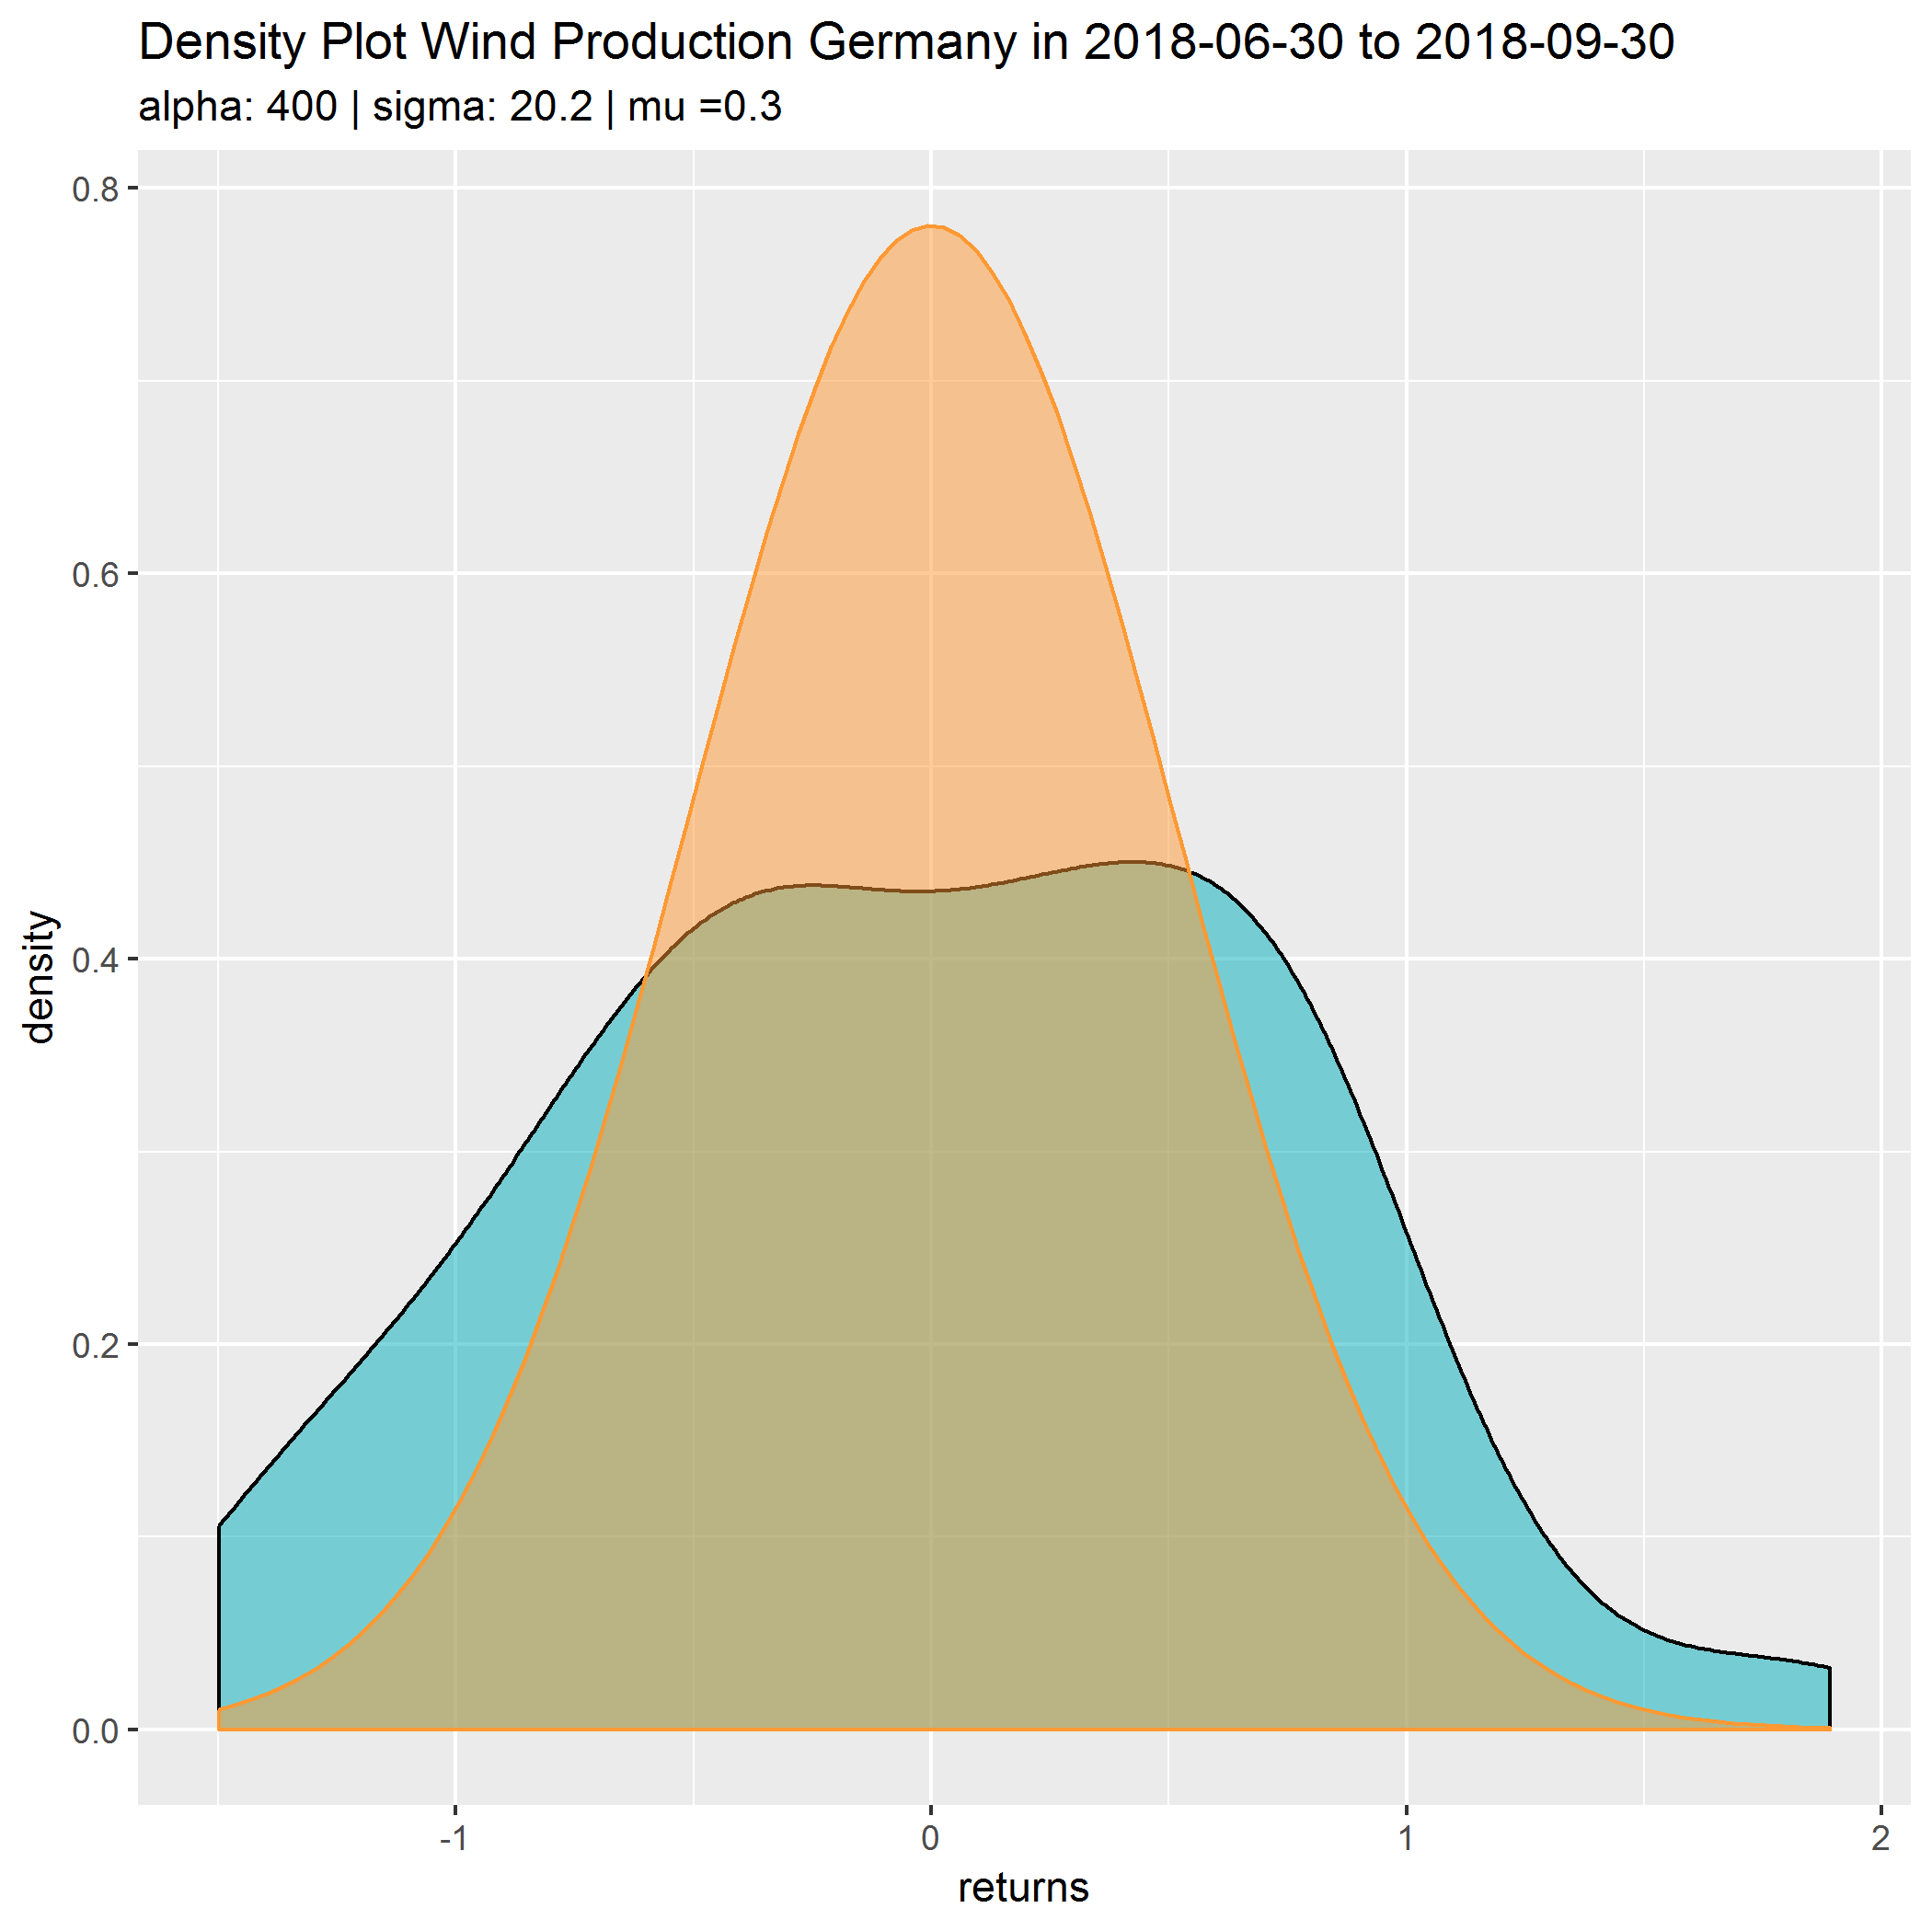 Density Plot Wind Production Germany in 2018-06-30 to 2018-09-30
alpha: 400 | sigma: 20.2 | mu =0.3
0.8
0.6
0.4
0.2
0.0
density
-1
0
1
2
returns